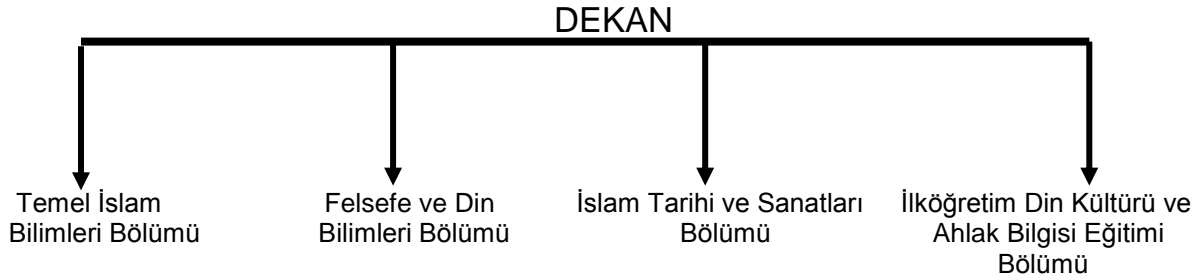 DEKAN
Temel İslam
Bilimleri Bölümü
Felsefe ve Din
Bilimleri Bölümü
İslam Tarihi ve Sanatları
Bölümü
İlköğretim Din Kültürü ve
Ahlak Bilgisi Eğitimi
Bölümü